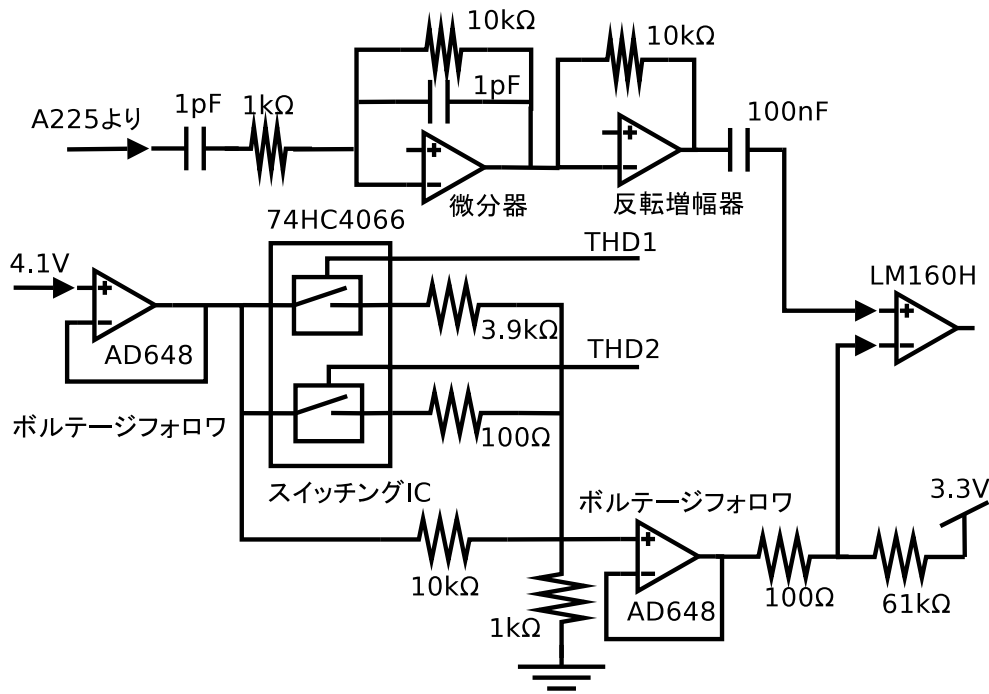 10kΩ
10kΩ
1pF
1kΩ
1pF
100nF
A225より
微分器
反転増幅器
74HC4066
THD1
4.1V
LM160H
3.9kΩ
AD648
THD2
ボルテージフォロワ
100Ω
スイッチングIC
ボルテージフォロワ
3.3V
10kΩ
1kΩ
AD648
100Ω
61kΩ